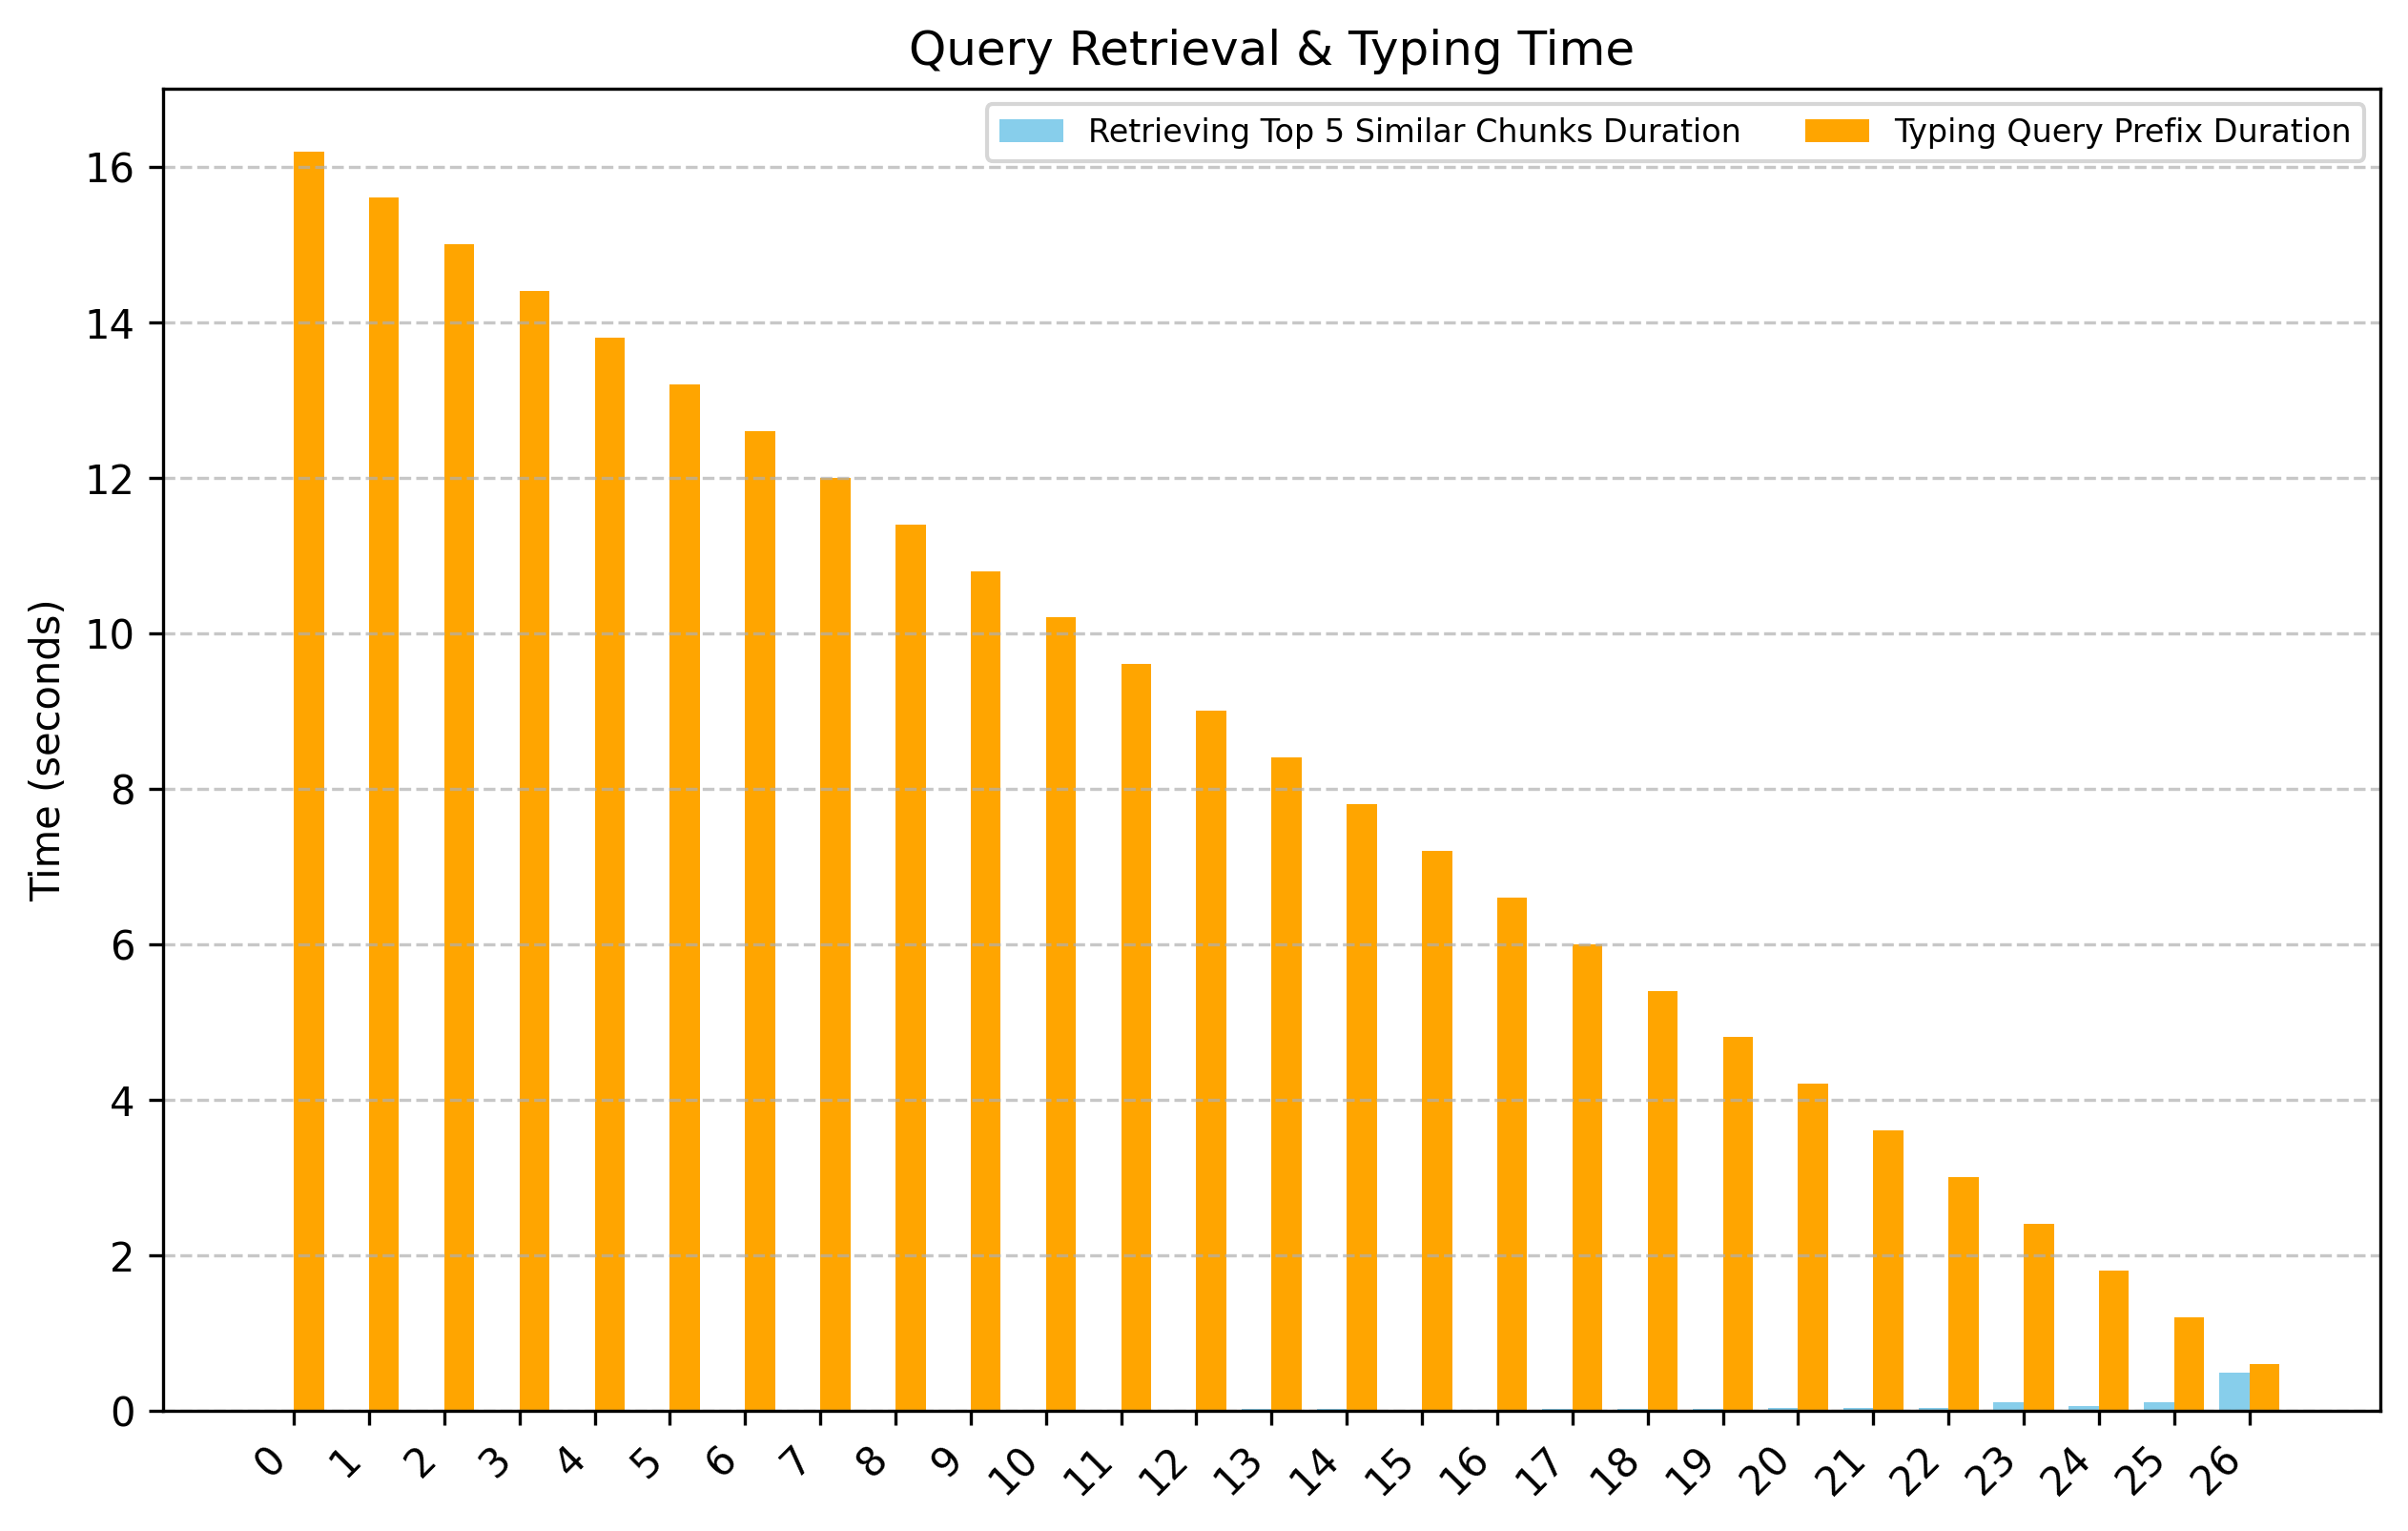 Query Retrieval & Typing Time
Retrieving Top 5 Similar Chunks Duration
Typing Query Prefix Duration
Time (seconds)
16
14
12
10
8
6
4
2
0
0 1 2 3 4 5 6 7 8 9 10 11 12 13 14 15 16 17 18 19 20 21 22 23 24 25 26